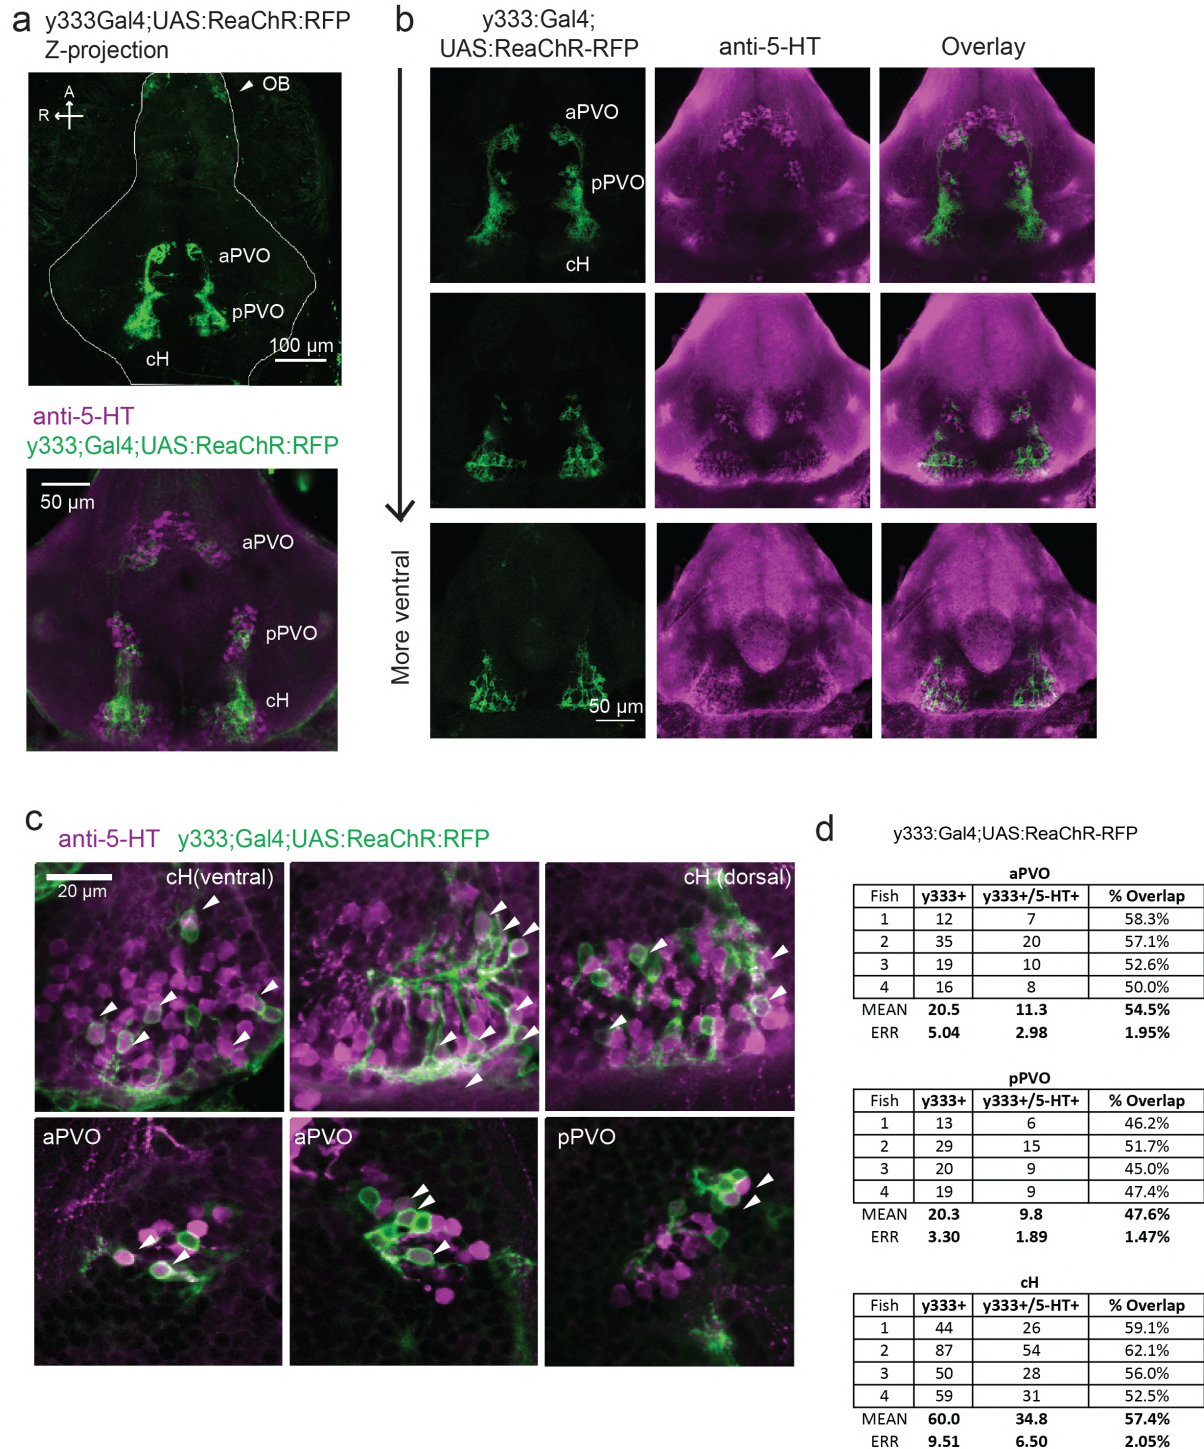 a y333Gal4;UAS:ReaChR:RFP
Z-projection
OB
A
R
aPVO
pPVO
cH
100 µm
anti-5-HT
y333;Gal4;UAS:ReaChR:RFP
50 µm
aPVO
pPVO
cH
b y333:Gal4;
UAS:ReaChR-RFP anti-5-HT Overlay
aPVO
pPVO
cH
More ventral
50 µm
c anti-5-HT y333;Gal4;UAS:ReaChR:RFP
20 µm
cH(ventral)
cH (dorsal)
aPVO
aPVO
pPVO
d y333:Gal4;UAS:ReaChR-RFP
aPVO
Fish y333+ y333+/5-HT+ % Overlap
1 12 7 58.3%
2 35 20 57.1%
3 19 10 52.6%
4 16 8 50.0%
MEAN 20.5 11.3 54.5%
ERR 5.04 2.98 1.95%
pPVO
Fish y333+ y333+/5-HT+ % Overlap
1 13 6 46.2%
2 29 15 51.7%
3 20 9 45.0%
4 19 9 47.4%
MEAN 20.3 9.8 47.6%
ERR 3.30 1.89 1.47%
cH
Fish y333+ y333+/5-HT+ % Overlap
1 44 26 59.1%
2 87 54 62.1%
3 50 28 56.0%
4 59 31 52.5%
MEAN 60.0 34.8 57.4%
ERR 9.51 6.50 2.05%